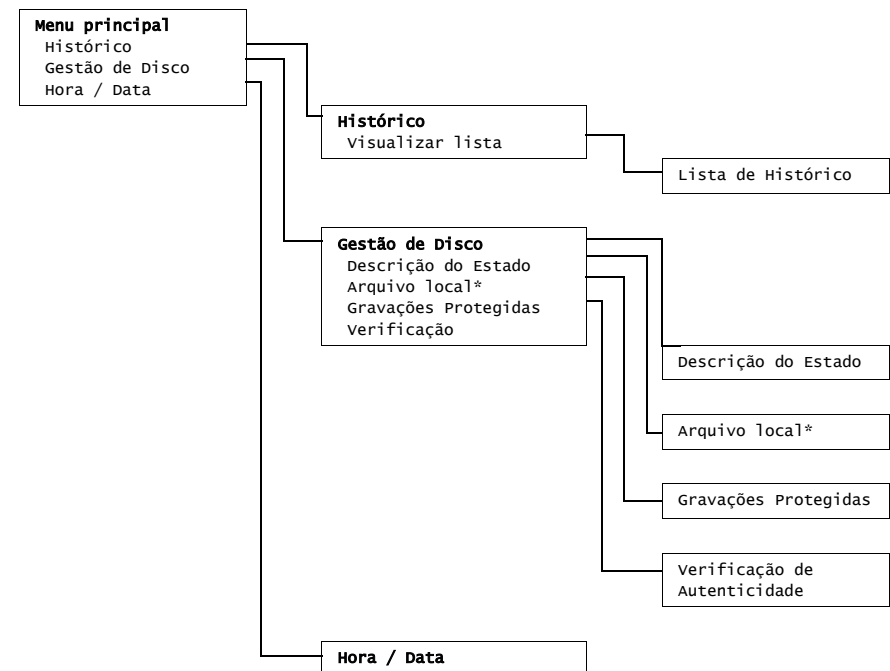 Menu principal
Histórico
Gestão de Disco
Hora / Data
Histórico
Visualizar lista
Lista de Histórico
Gestão de Disco
Descrição do Estado
Arquivo local*
Gravações Protegidas
Verificação
Descrição do Estado
Arquivo local*
Gravações Protegidas
Verificação de
Autenticidade
Hora / Data